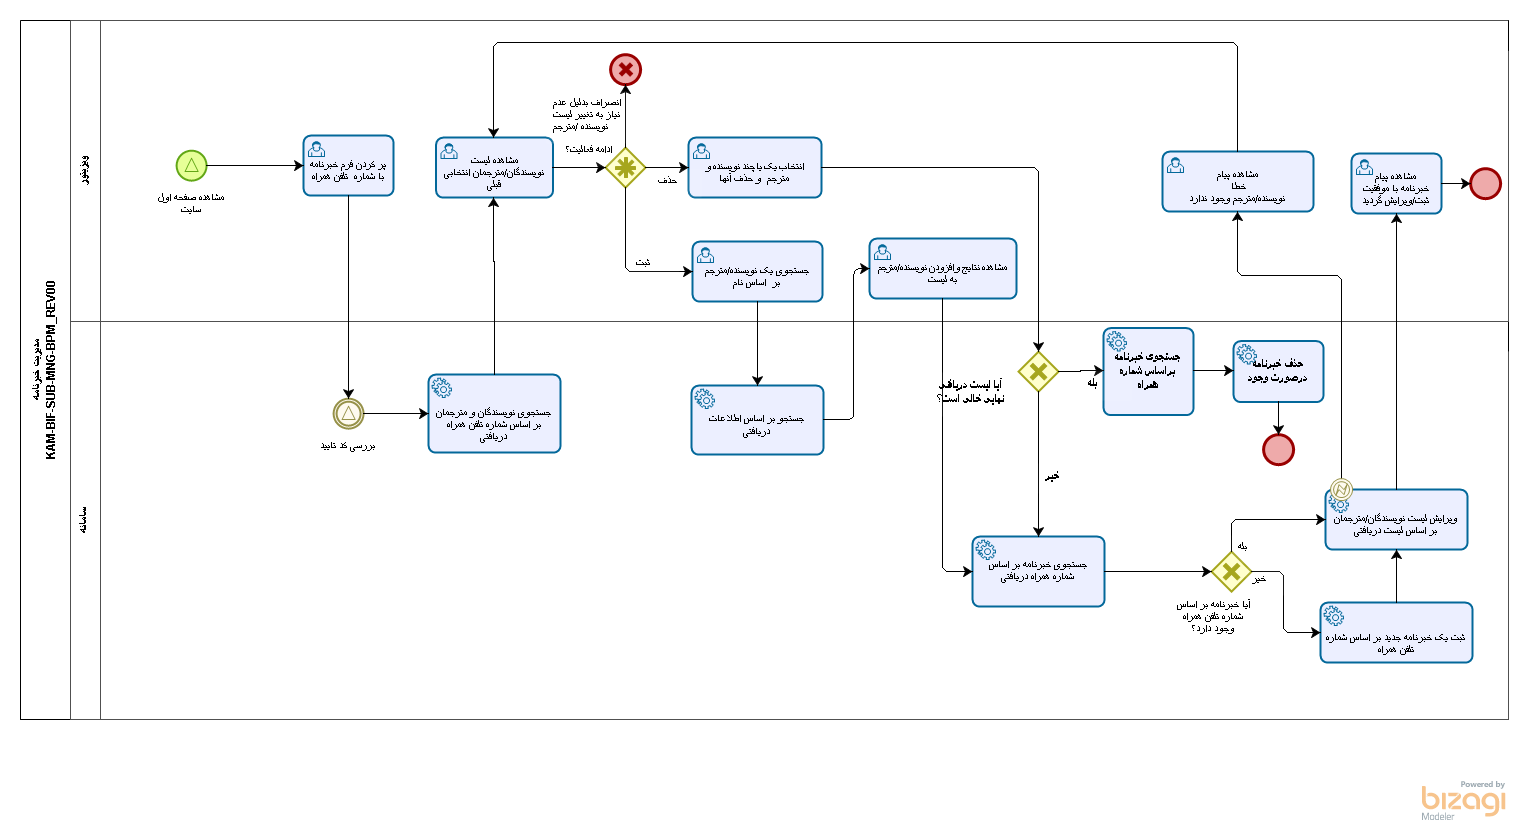 مدیریت خبرنامه
KAM-BIF-SUB-MNG-BPM_REV00
ویزیتور
سامانه
مشاهده صفحه اول
سایت
پر کردن فرم خبرنامه
با شماره تلفن همراه
بررسی کد تایید
جستجوی نویسندگان و مترجمان
بر اساس شماره تلفن همراه
دریافتی
مشاهده لیست
نویسندگان/مترجمان انتخابی
قبلی
ادامه فعالیت؟
انصراف بدلیل عدم
نیاز به تغییر لیست
نویسنده /مترجم
حذف
ثبت
انتخاب یک یا چند نویسنده و
مترجم و حذف آنها
جستجوی یک نویسنده/مترجم
بر اساس نام
جستجو بر اساس اطلاعات
دریافتی
مشاهده نتایج و افزودن نویسنده/مترجم
به لیست
آیا لیست دریافتی
نهایی خالی است؟
بله
خیر
جستجوی خبرنامه
براساس شماره
همراه
حذف خبرنامه
درصورت وجود
جستجوی خبرنامه بر اساس
شماره همراه دریافتی
آیا خبرنامه بر اساس
شماره تلفن همراه
وجود دارد؟
بله
خیر
ثبت یک خبرنامه جدید بر اساس شماره
تلفن همراه
ویرایش لیست نویسندگان/مترجمان
بر اساس لیست دریافتی
مشاهده پیام
خطا
نویسنده/مترجم وجود ندارد
مشاهده پیام
خبرنامه با موفقیت
ثبت/ویرایش گردید
Powered by
bizagi
Modeler